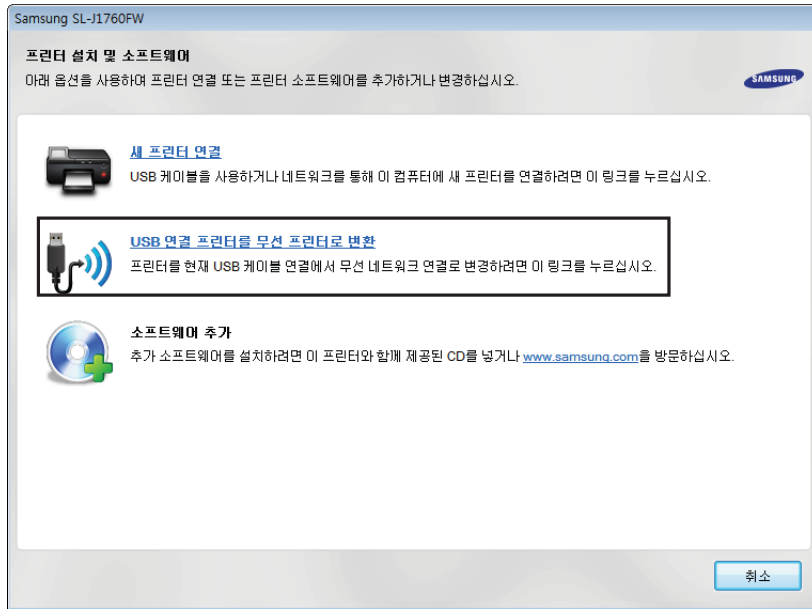 Samsung SL-J1760FW
프린터 설치 및 소프트웨어
아래 옵션을 사용하여 프린터 연결 또는 프린터 소프트웨어를 추가하거나 변경하십시오.
SAMSUNG
새 프린터 연결
USB 케이블을 사용하거나 네트워크를 통해 이 컴퓨터에 새 프린터를 연결하려면 이 링크를 누르십시오.
USB 연결 프린터를 무선 프린터로 변환
프린터를 현재 USB 케이블 연결에서 무선 네트워크 연결로 변경하려면 이 링크를 누르십시오.
소프트웨어 추가
추가 소프트웨어를 설치하려면 이 프린터와 함께 제공된 CD를 넣거나 www.samsung.com을 방문하십시오.
취소